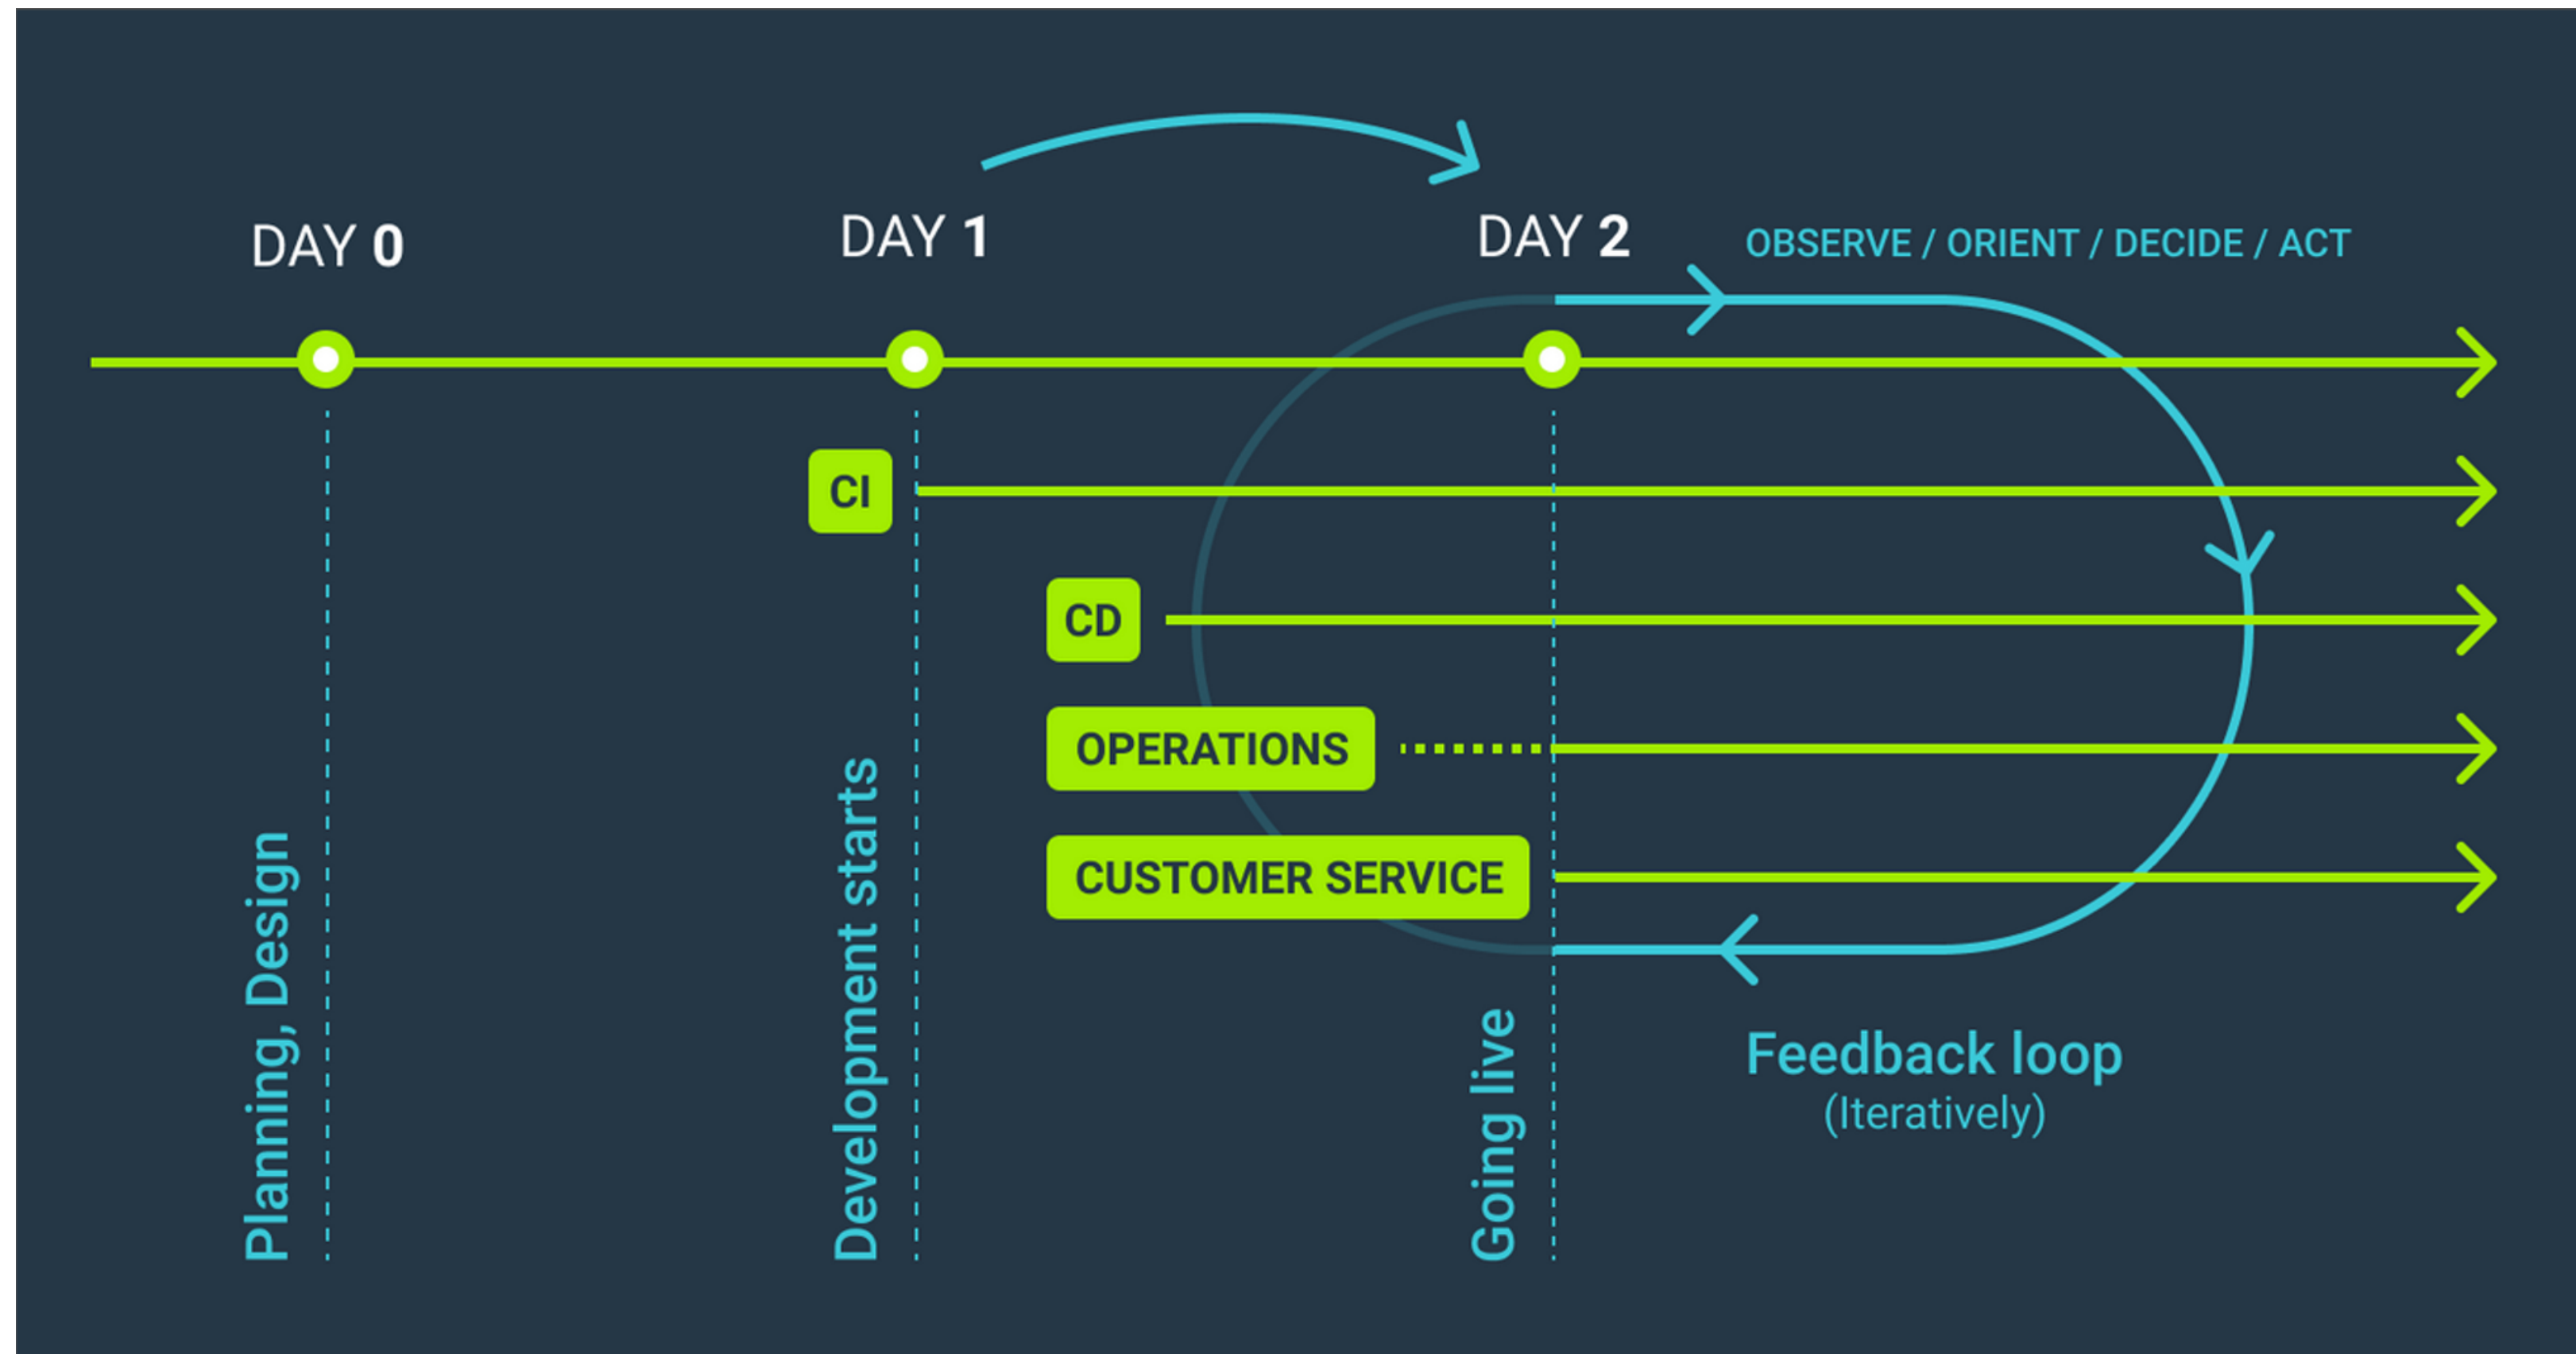 DAY 0
DAY 1
DAY 2
OBSERVE / ORIENT / DECIDE / ACT
CI
CD
OPERATIONS
CUSTOMER SERVICE
Planning, Design
Development starts
Going live
Feedback loop
(Iteratively)